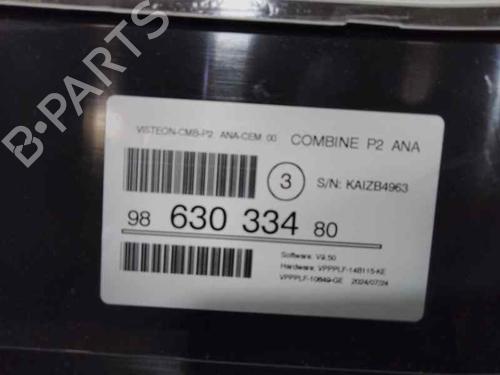 VISTEON-CMB-P2 ANA-CEM 00 COMBINE P2 ANA
3 S/N: KAIZB4963
98 630 334 80
Software: V9.50
Hardware: VPPPLF-14B115-KE
VPPPLF-10849-GE 2024/07/24
B-PARTS